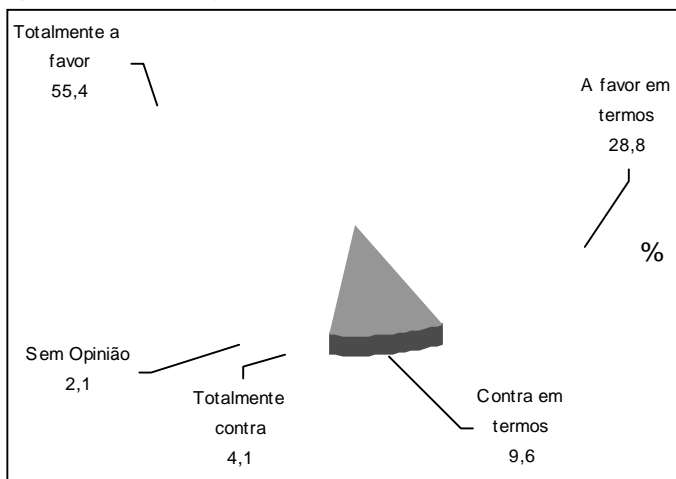 Totalmente a
favor
55,4
A favor em
termos
28,8
%
Sem Opinião
2,1
Totalmente
contra
4,1
Contra em
termos
9,6